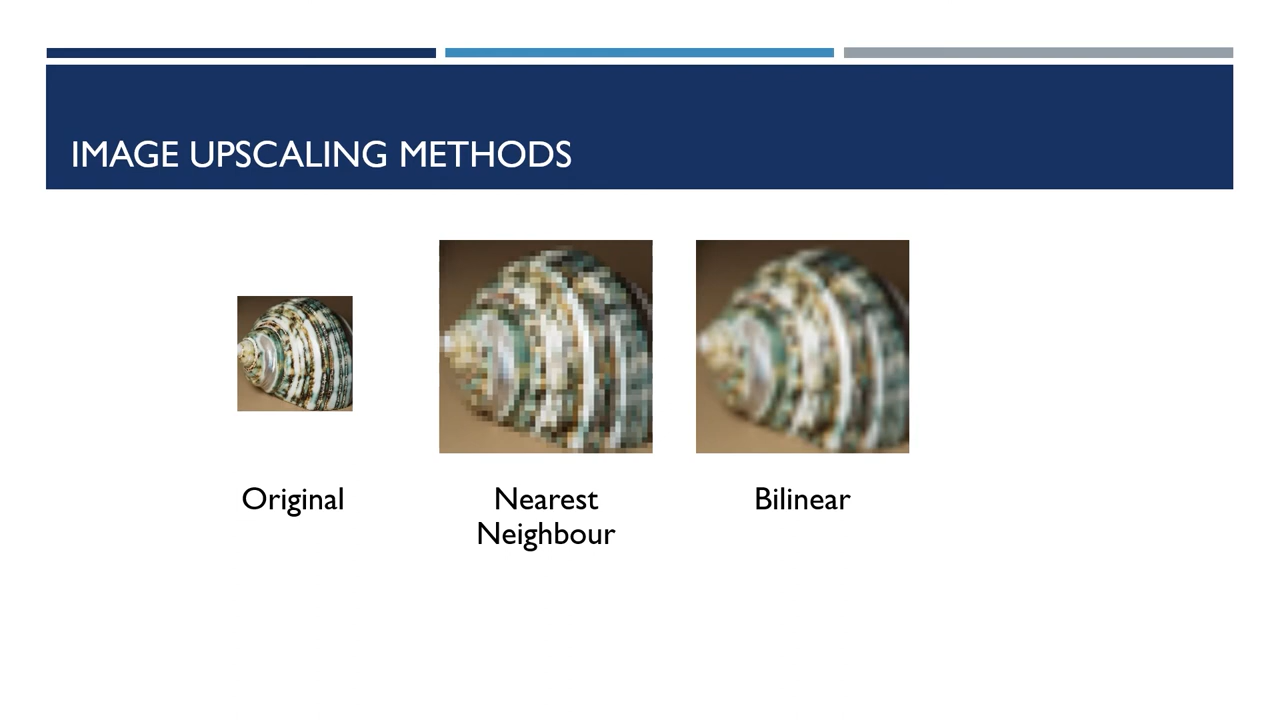 IMAGE UPSCALING METHODS
Original
Nearest
Neighbour
Bilinear